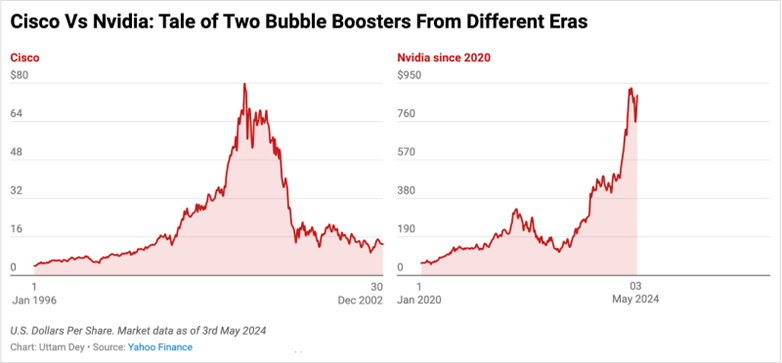 Cisco Vs Nvidia: Tale of Two Bubble Boosters From Different Eras
Cisco
$80
64
48
32
16
0
1
Jan 1996
30
Dec 2002
Nvidia since 2020
$950
760
570
380
190
0
1
Jan 2020
03
May 2024
U.S. Dollars Per Share. Market data as of 3rd May 2024
Chart: Uttam Dey • Source: Yahoo Finance